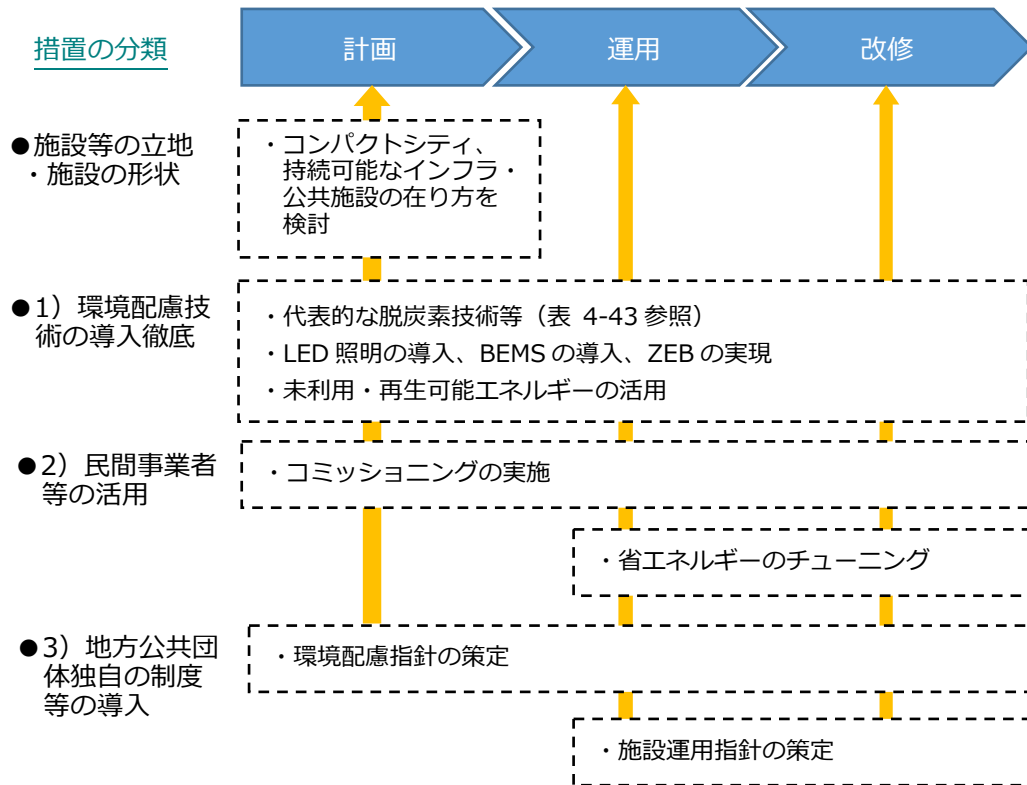 措置の分類
計画
運用
改修
●施設等の立地
・施設の形状
・コンパクトシティ、
持続可能なインフラ・
公共施設の在り方を
検討
●1）環境配慮技
術の導入徹底
・代表的な脱炭素技術等（表 4-43 参照）
・LED 照明の導入、BEMS の導入、ZEB の実現
・未利用・再生可能エネルギーの活用
●2）民間事業者
等の活用
・コミッショニングの実施
・省エネルギーのチューニング
●3）地方公共団
体独自の制度
等の導入
・環境配慮指針の策定
・施設運用指針の策定